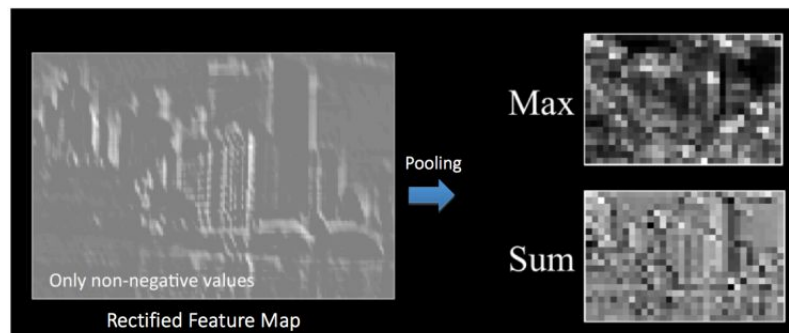 Only non-negative values
Rectified Feature Map
Pooling
Max
Sum